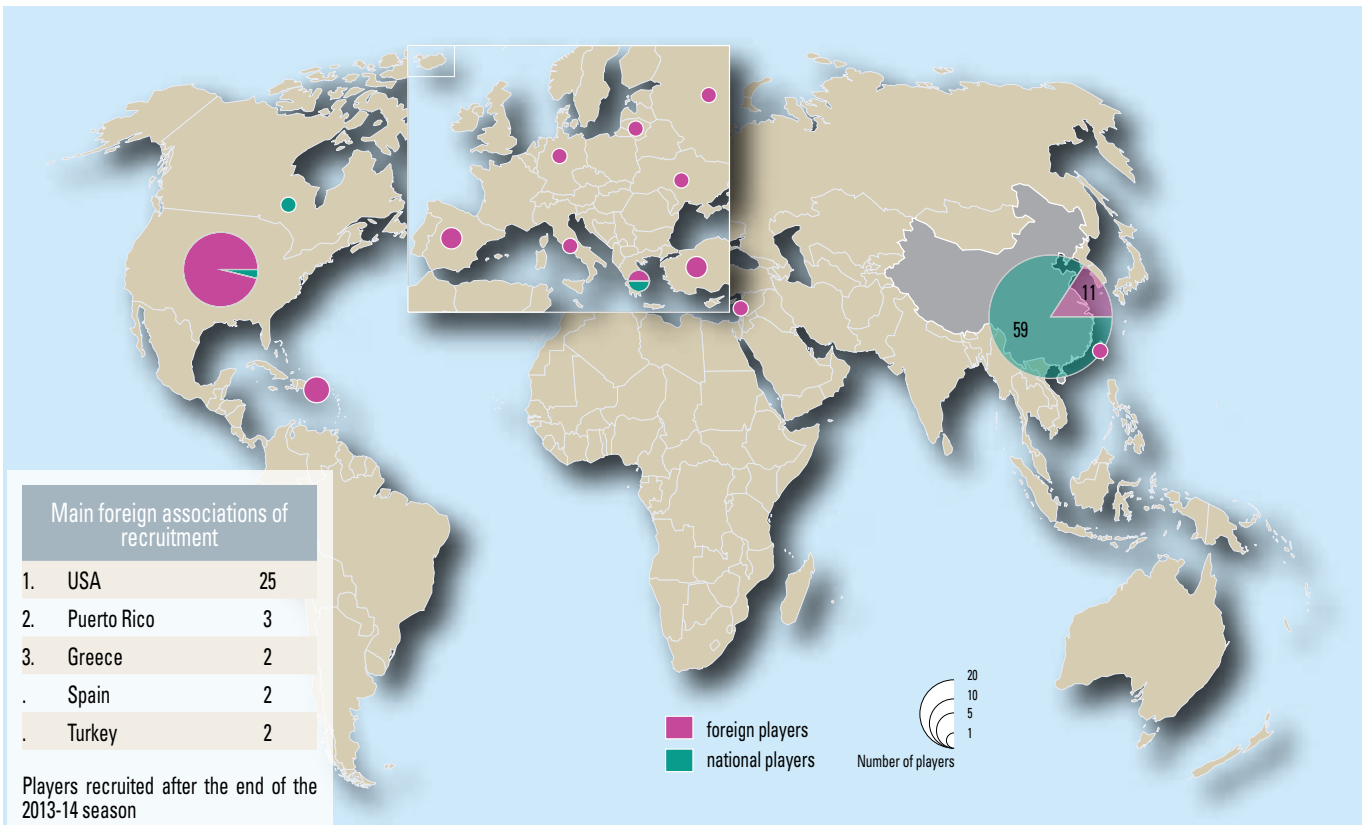 59
11
Main foreign associations of
recruitment
1. USA 25
2. Puerto Rico 3
3. Greece 2
. Spain 2
. Turkey 2
Players recruited after the end of the
2013-14 season
foreign players
national players
20
10
5
1
Number of players